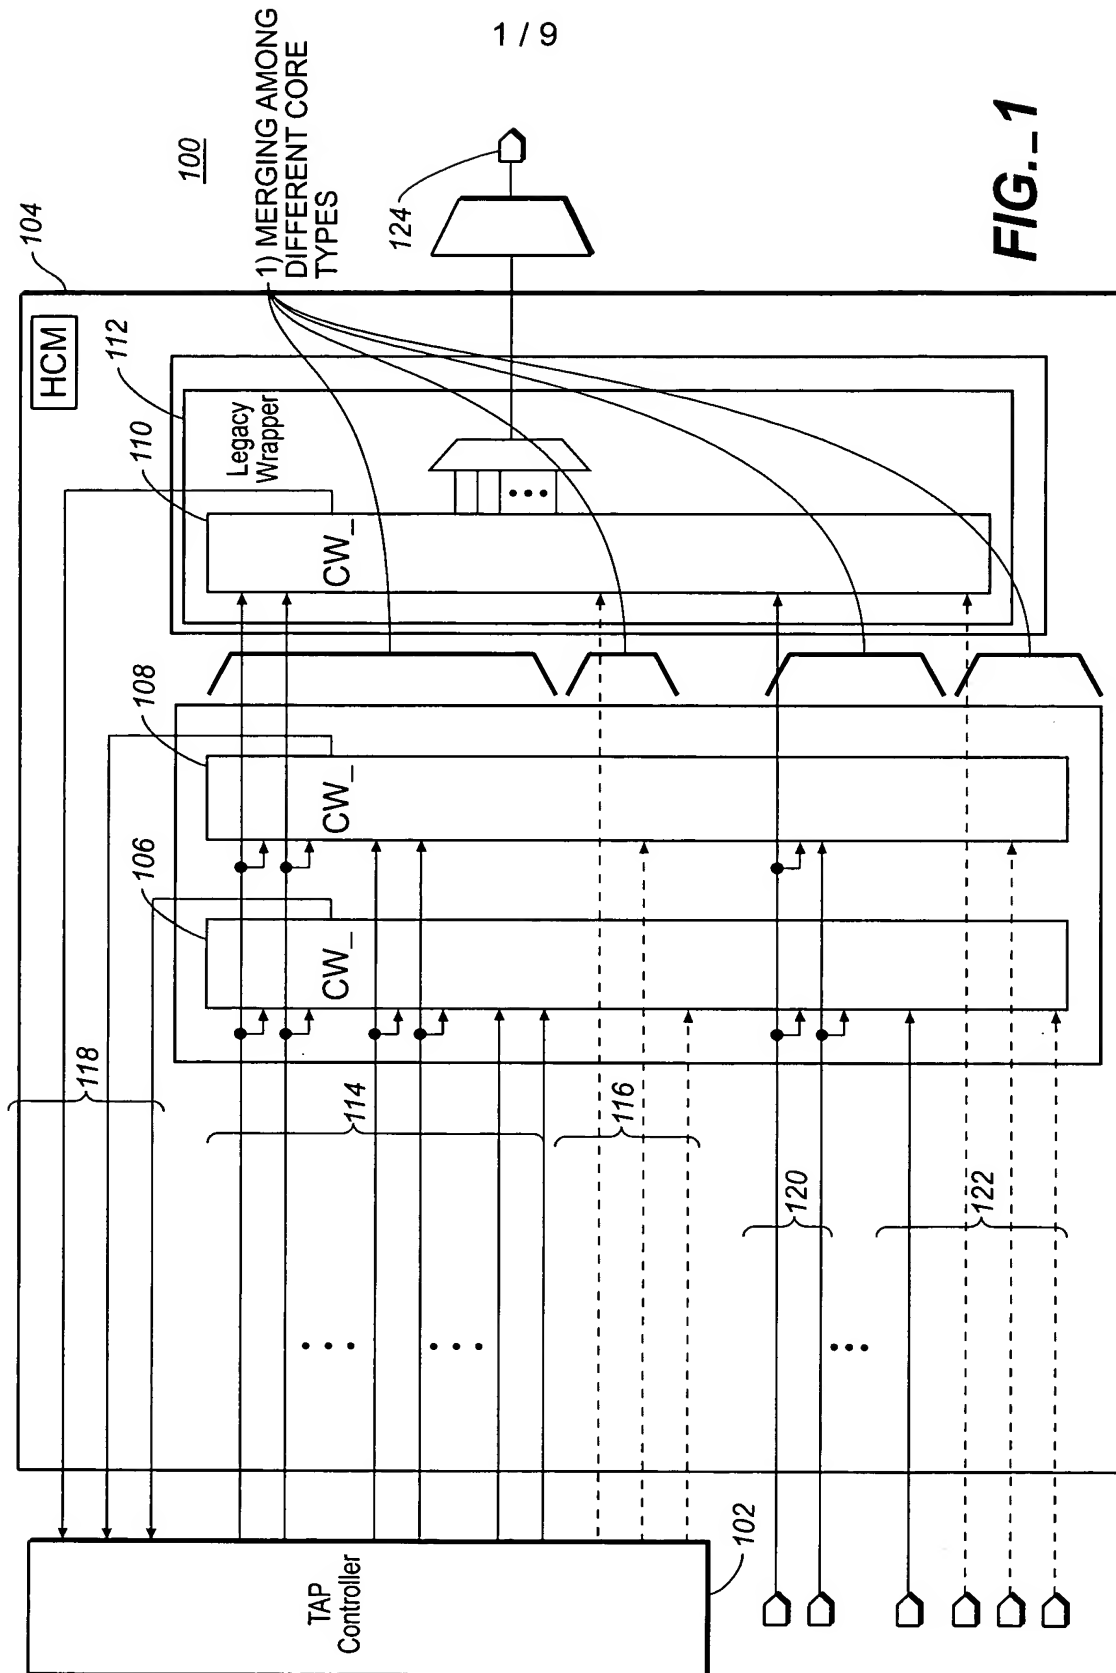 1 / 9
100
1) MERGING AMONG
DIFFERENT CORE
TYPES
104
HCM
124
112
110
Legacy
Wrapper
CW_
108
CW_
106
CW_
118
114
116
120
122
TAP
Controller
102
FIG._1